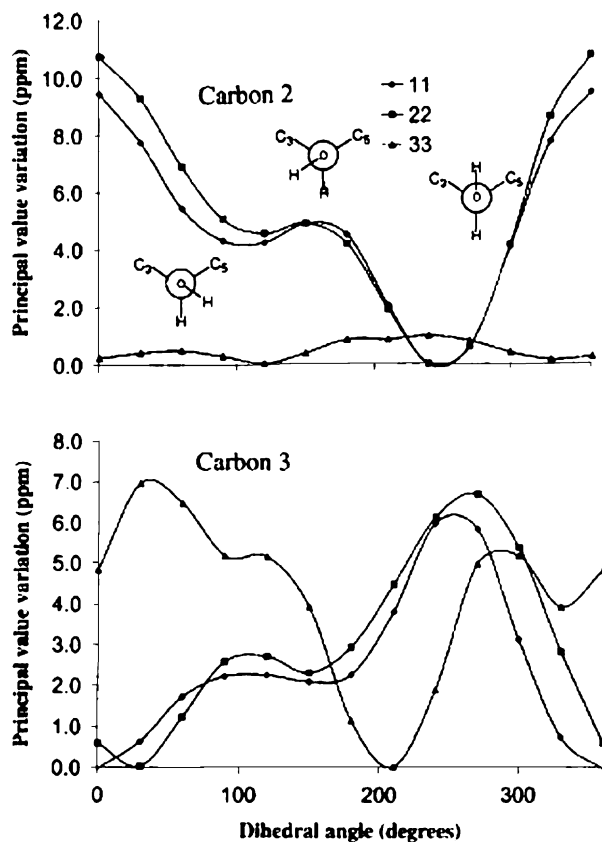 12.0
10.0
8.0
6.0
4.0
2.0
0.0
Principal value variation (ppm)
Carbon 2
11
22
33
C3 C5
O
H
H
H
C2 C5
O
H
C2 C5
O
H
H
8.0
7.0
6.0
5.0
4.0
3.0
2.0
1.0
0.0
Principal value variation (ppm)
Carbon 3
0 100 200 300
Dihedral angle (degrees)